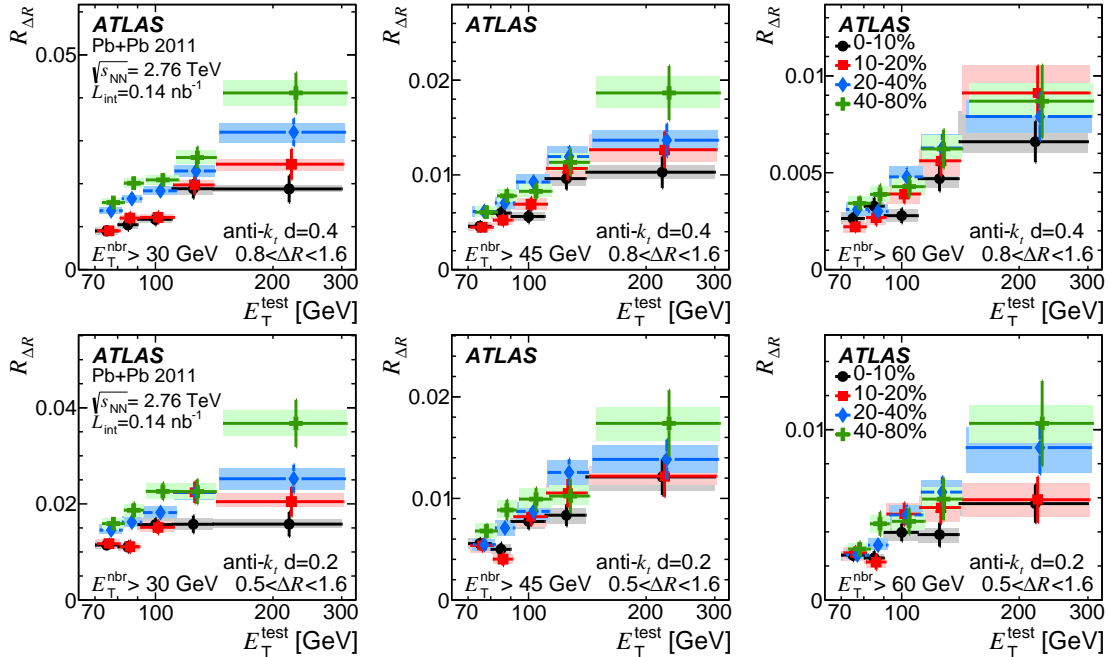 ATLAS
Pb+Pb 2011
√sNN= 2.76 TeV
Lint=0.14 nb-1
RΔR
0.05
0
anti-kt d=0.4
ETnbr> 30 GeV 0.8<ΔR<1.6
70 100 200 300
ETtest [GeV]
ATLAS
RΔR
0.02
0.01
0
anti-kt d=0.4
ETnbr> 45 GeV 0.8<ΔR<1.6
70 100 200 300
ETtest [GeV]
ATLAS
0-10%
10-20%
20-40%
40-80%
RΔR
0.01
0.005
0
anti-kt d=0.4
ETnbr> 60 GeV 0.8<ΔR<1.6
70 100 200 300
ETtest [GeV]
ATLAS
Pb+Pb 2011
√sNN= 2.76 TeV
Lint=0.14 nb-1
RΔR
0.04
0.02
0
anti-kt d=0.2
ETnbr> 30 GeV 0.5<ΔR<1.6
70 100 200 300
ETtest [GeV]
ATLAS
RΔR
0.02
0.01
0
anti-kt d=0.2
ETnbr> 45 GeV 0.5<ΔR<1.6
70 100 200 300
ETtest [GeV]
ATLAS
0-10%
10-20%
20-40%
40-80%
RΔR
0.01
0
anti-kt d=0.2
ETnbr> 60 GeV 0.5<ΔR<1.6
70 100 200 300
ETtest [GeV]